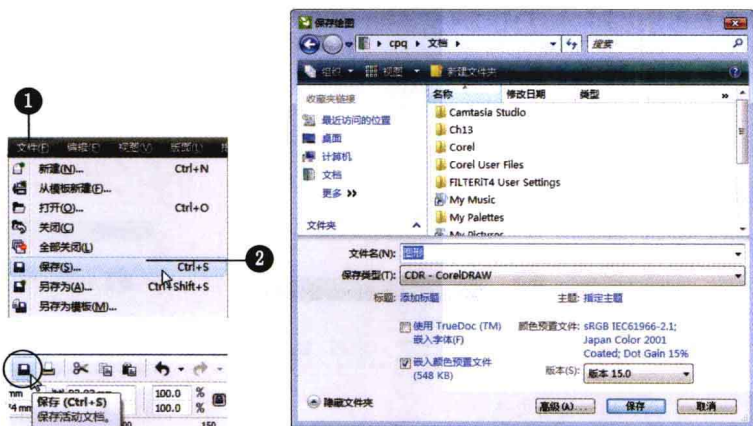 1
文件(F) 编辑(E) 视图(V) 版面(L)
新建(N)... Ctrl+N
从模板新建(F)...
打开(O)... Ctrl+O
关闭(C)
全部关闭(L)
保存(S)... Ctrl+S
2
另存为(A)... Ctrl+Shift+S
另存为模板(M)...
100.0 %
保存 (Ctrl+S)
100.0 %
保存活动文档。
150
保存绘图
cpq 文档 搜索
组织 视图 新建文件夹
收藏夹链接
最近访问的位置
桌面
计算机
文档
更多 »
文件夹
名称 修改日期 类型 »
Camtasia Studio
Ch13
Corel
Corel User Files
FILTERiT4 User Settings
My Music
My Palettes
My Pictures
文件名(N): 图形
保存类型(T): CDR - CorelDRAW
标题: 添加标题 主题: 指定主题
使用 TrueDoc (TM) 嵌入字体(F)
嵌入颜色预置文件 (548 KB)
颜色预置文件: sRGB IEC61966-2.1;
Japan Color 2001
Coated; Dot Gain 15%
版本(S): 版本 15.0
隐藏文件夹 高级(A)... 保存 取消